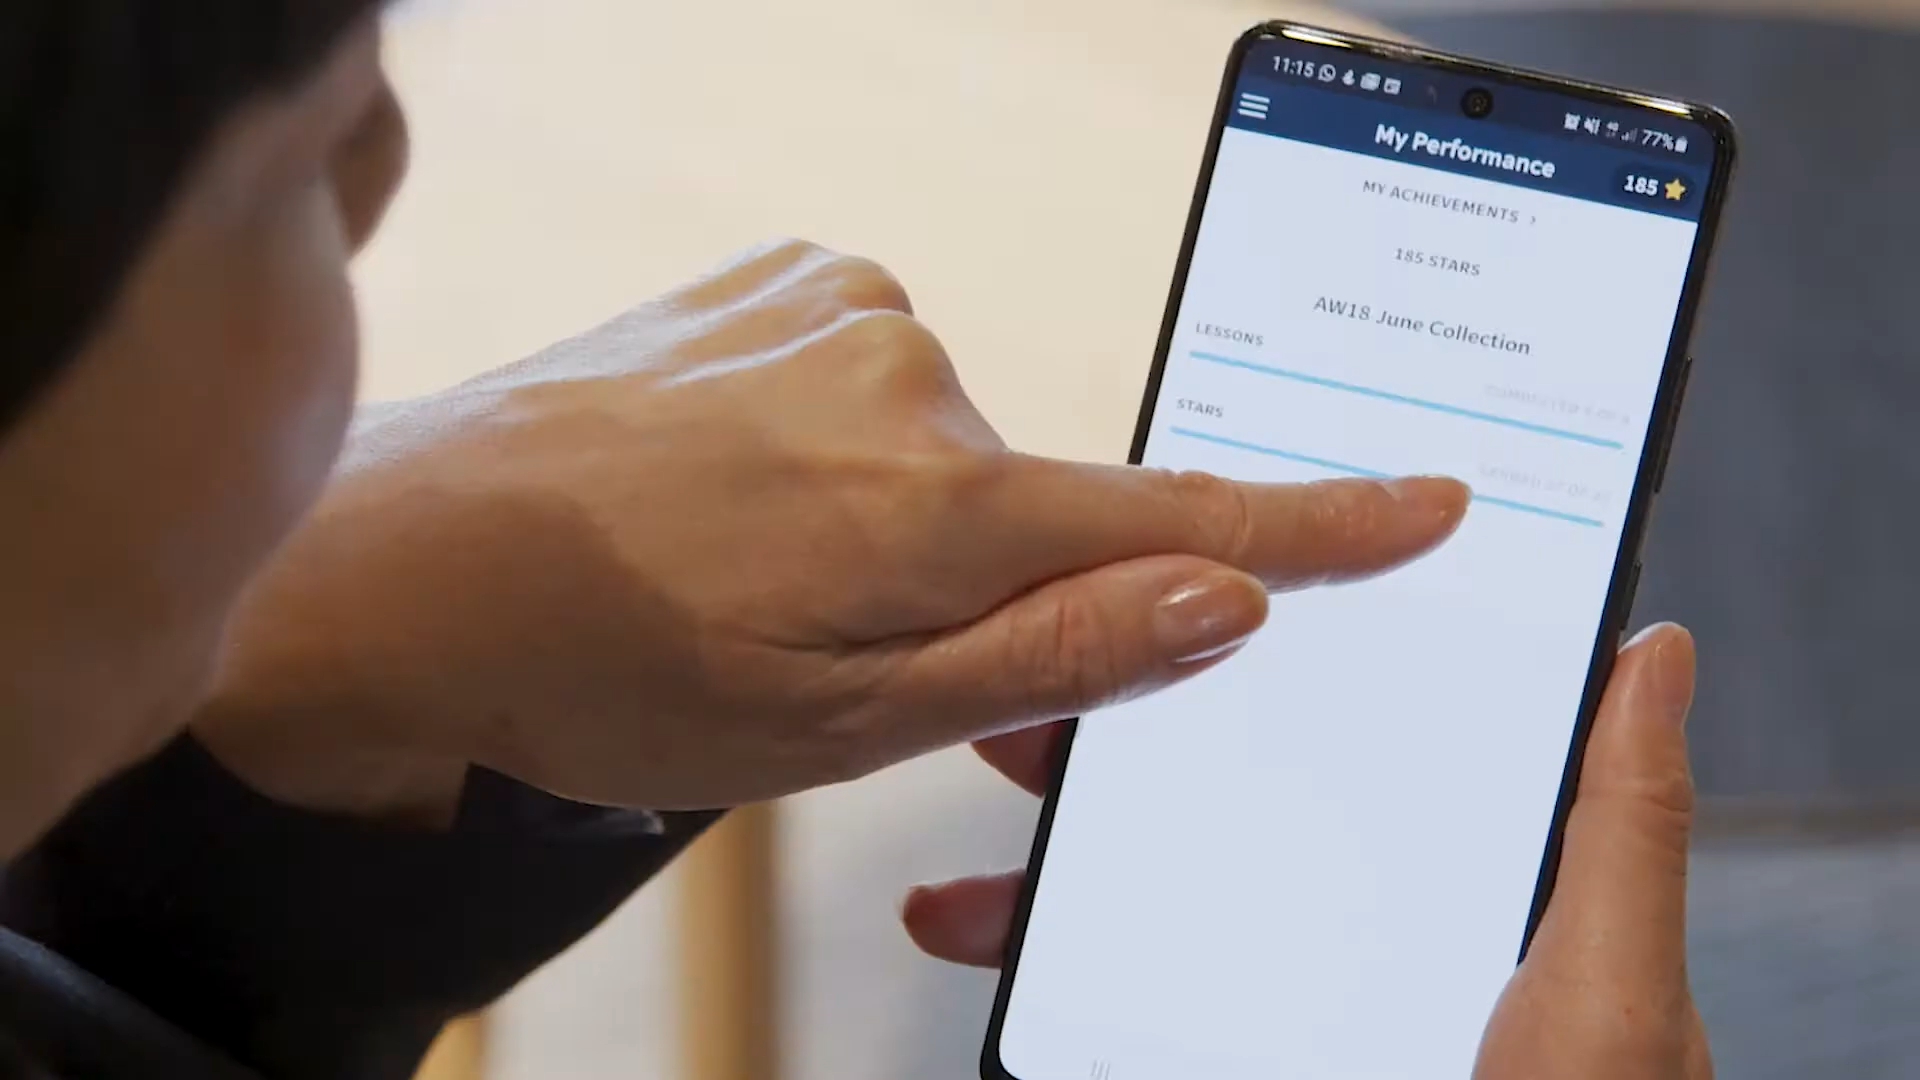 11:15
77%
My Performance
185
MY ACHIEVEMENTS >
185 STARS
AW18 June Collection
LESSONS
STARS